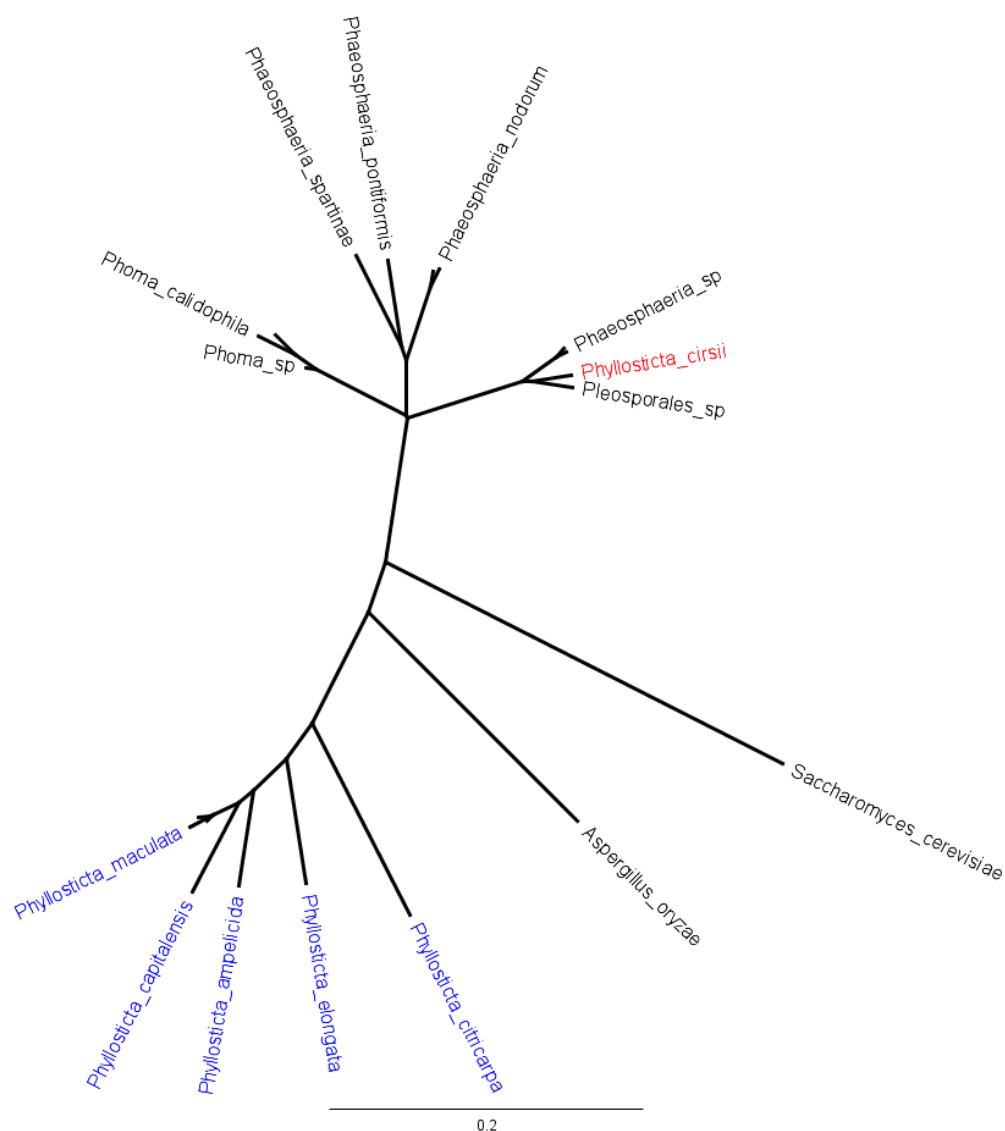 Phaeosphaeria_spartinae
Phaeosphaeria_pontiformis
Phaeosphaeria_nodorum
Phoma_calidophila
Phoma_sp
Phaeosphaeria_sp
Phyllosticta_cirsii
Pleosporales_sp
Saccharomyces_cerevisiae
Aspergillus_oryzae
Phyllosticta_maculata
Phyllosticta_capitalensis
Phyllosticta_ampelicida
Phyllosticta_elongata
Phyllosticta_citricarpa
0.2